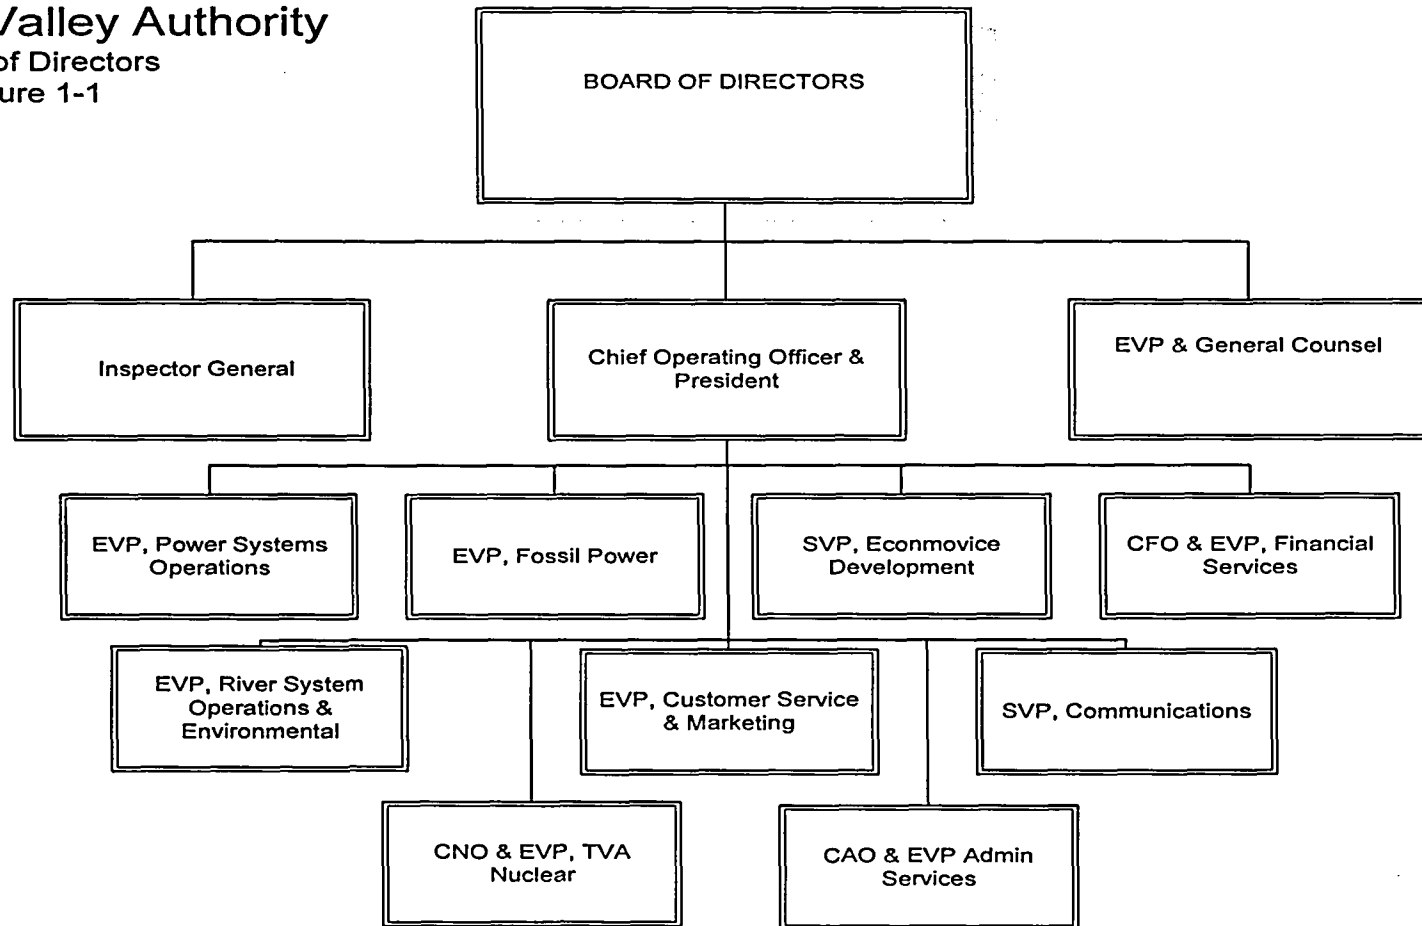 Valley Authority
of Directors
ure 1-1
BOARD OF DIRECTORS
Inspector General
Chief Operating Officer &
President
EVP & General Counsel
EVP, Power Systems
Operations
EVP, Fossil Power
SVP, Econmovice
Development
CFO & EVP, Financial
Services
EVP, River System
Operations &
Environmental
EVP, Customer Service
& Marketing
SVP, Communications
CNO & EVP, TVA
Nuclear
CAO & EVP Admin
Services